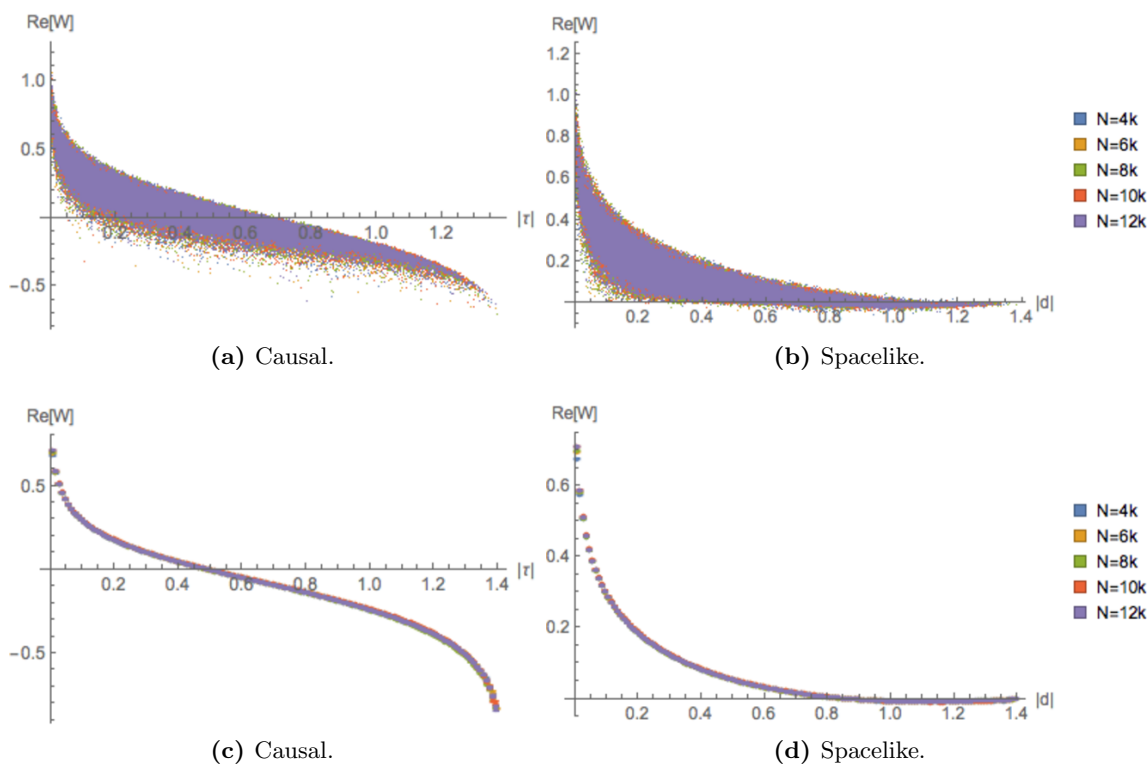 Re[W]
1.0
0.5
-0.5
0.2 0.4 0.6 0.8 1.0 1.2
|τ|
(a) Causal.
Re[W]
1.2
1.0
0.8
0.6
0.4
0.2
0.2 0.4 0.6 0.8 1.0 1.2 1.4
|d|
(b) Spacelike.
N=4k
N=6k
N=8k
N=10k
N=12k
Re[W]
0.5
-0.5
0.2 0.4 0.6 0.8 1.0 1.2 1.4
|τ|
(c) Causal.
Re[W]
0.6
0.4
0.2
0.2 0.4 0.6 0.8 1.0 1.2 1.4
|d|
(d) Spacelike.
N=4k
N=6k
N=8k
N=10k
N=12k